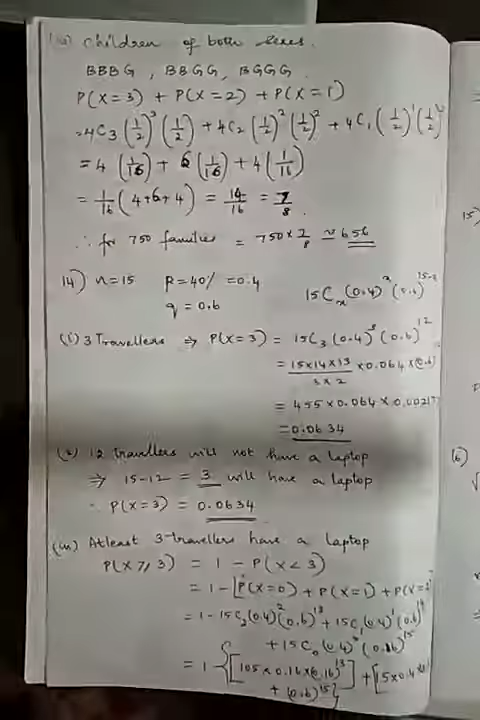 (iv) Children of both sexes.
BBBG, BBGG, BGGG
P(X=3) + P(X=2) + P(X=1)
= 4C₃ (1/2)³ (1/2) + 4C₂ (1/2)² (1/2)² + 4C₁ (1/2)¹ (1/2)³
= 4 (1/16) + 6 (1/16) + 4 (1/16)
= 1/16 (4+6+4) = 14/16 = 7/8.
∴ for 750 families = 750 × 7/8 ≈ 656
14) n=15 P=40% = 0.4
q = 0.6 15Cₓ (0.4)ˣ (0.6)¹⁵⁻ˣ
(i) 3 Travellers ⇒ P(X=3) = 15C₃ (0.4)³ (0.6)¹²
= 15×14×13 / 3×2 × 0.064 × (0.6)
= 455 × 0.064 × 0.00217
= 0.0634
(ii) 12 travellers will not have a laptop
⇒ 15-12 = 3 will have a laptop
∴ P(X=3) = 0.0634
(iii) Atleast 3-travellers have a laptop
P(X ≥ 3) = 1 - P(X<3)
= 1 - [P(X=0) + P(X=1) + P(X=2
= 1 - 15C₂ (0.4)² (0.6)¹³ + 15C₁ (0.4)¹ (0.6)¹⁴
+ 15C₀ (0.4)⁰ (0.6)¹⁵
= 1 - {[105 × 0.16 × (0.6)¹³] + [15×0.4×
+ (0.6)¹⁵}
15)
16)